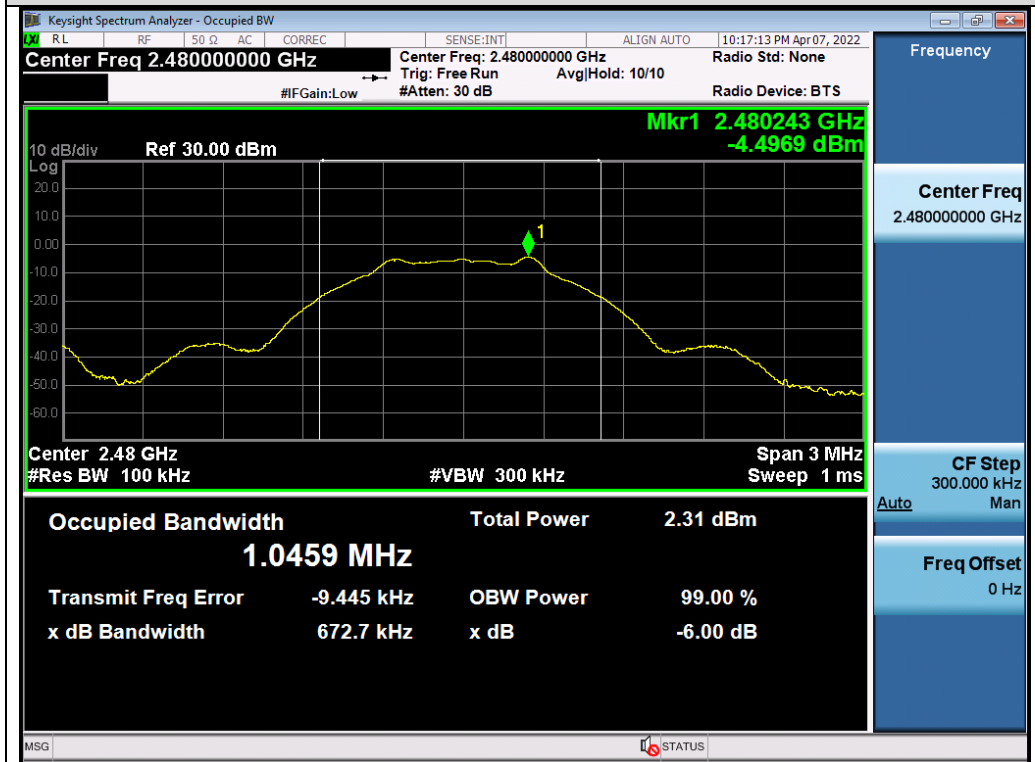 Keysight Spectrum Analyzer - Occupied BW
LXI RL RF 50 Ω AC CORREC SENSE:INT ALIGN AUTO 10:17:13 PM Apr 07, 2022
Center Freq 2.480000000 GHz
#IFGain:Low
Center Freq: 2.480000000 GHz
Trig: Free Run Avg|Hold: 10/10
#Atten: 30 dB
Radio Std: None
Radio Device: BTS
Mkr1 2.480243 GHz
-4.4969 dBm
10 dB/div Ref 30.00 dBm
Log
20.0
10.0
0.00
-10.0
-20.0
-30.0
-40.0
-50.0
-60.0
1
Center 2.48 GHz Span 3 MHz
#Res BW 100 kHz #VBW 300 kHz Sweep 1 ms
Occupied Bandwidth Total Power 2.31 dBm
1.0459 MHz
Transmit Freq Error -9.445 kHz OBW Power 99.00 %
x dB Bandwidth 672.7 kHz x dB -6.00 dB
Frequency
Center Freq
2.480000000 GHz
CF Step
300.000 kHz
Auto Man
Freq Offset
0 Hz
MSG STATUS